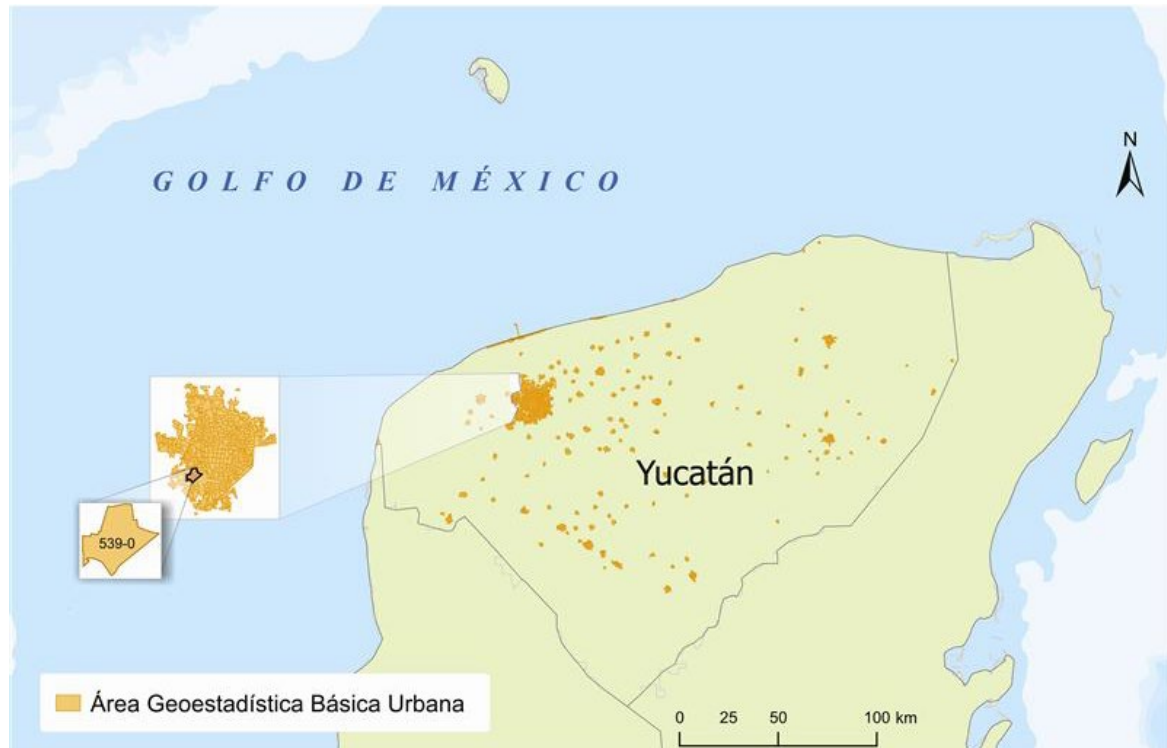 N
GOLFO DE MÉXICO
Yucatán
539-0
Área Geoestadística Básica Urbana
0 25 50 100 km